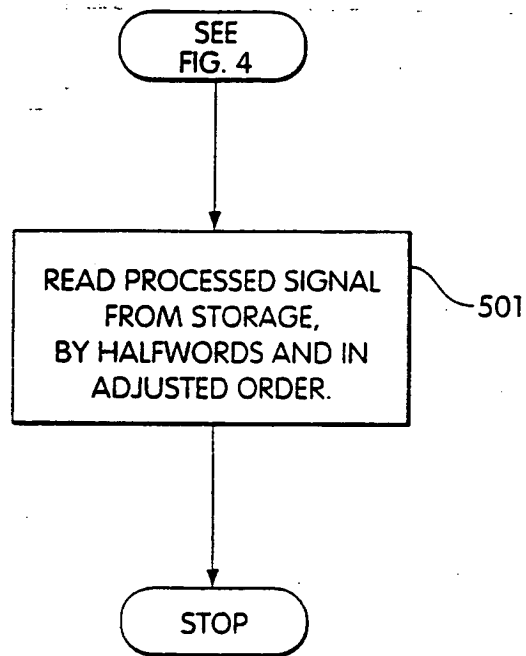 SEE
FIG. 4
READ PROCESSED SIGNAL
FROM STORAGE,
BY HALFWORDS AND IN
ADJUSTED ORDER.
501
STOP